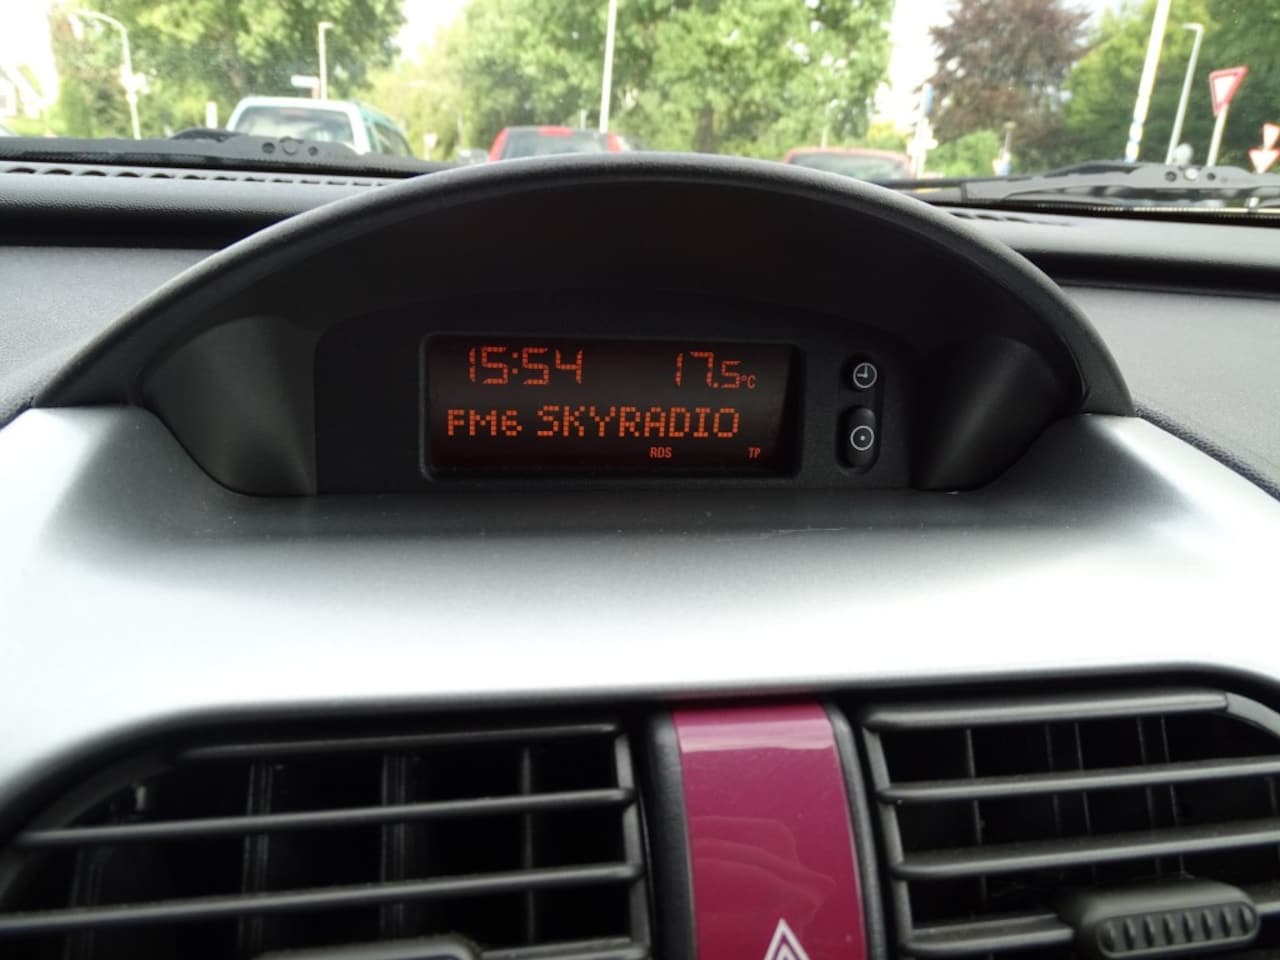 15:54 17.5°C
FM6 SKYRADIO
RDS TP